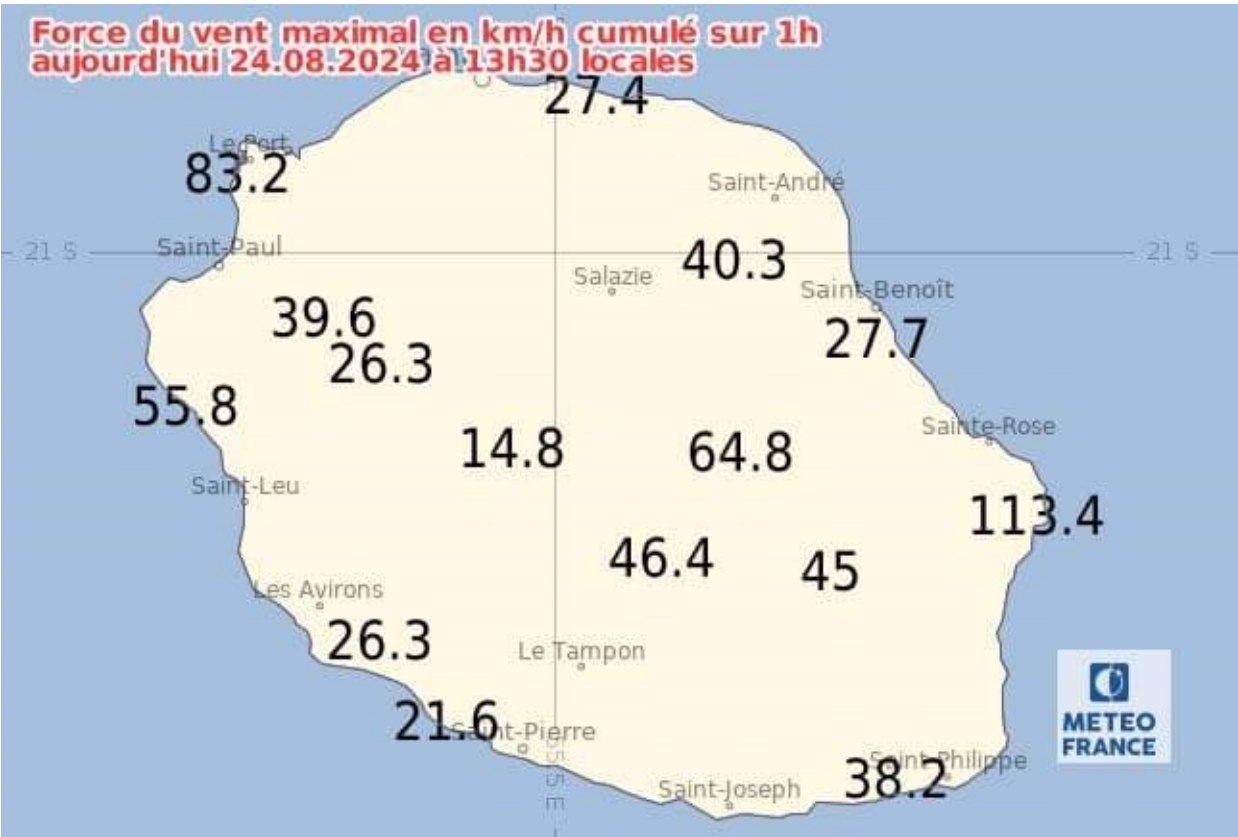 Force du vent maximal en km/h cumulé sur 1h
aujourd'hui 24.08.2024 à 13h30 locales
27.4
Le Port
83.2
Saint-André
21 S
Saint-Paul
40.3
21 S
Salazie
Saint-Benoît
39.6
27.7
26.3
55.8
Sainte-Rose
14.8
64.8
Saint-Leu
113.4
46.4
45
Les Avirons
26.3
Le Tampon
METEO
FRANCE
21.6
Saint-Pierre
55 E
Saint-Philippe
38.2
Saint-Joseph